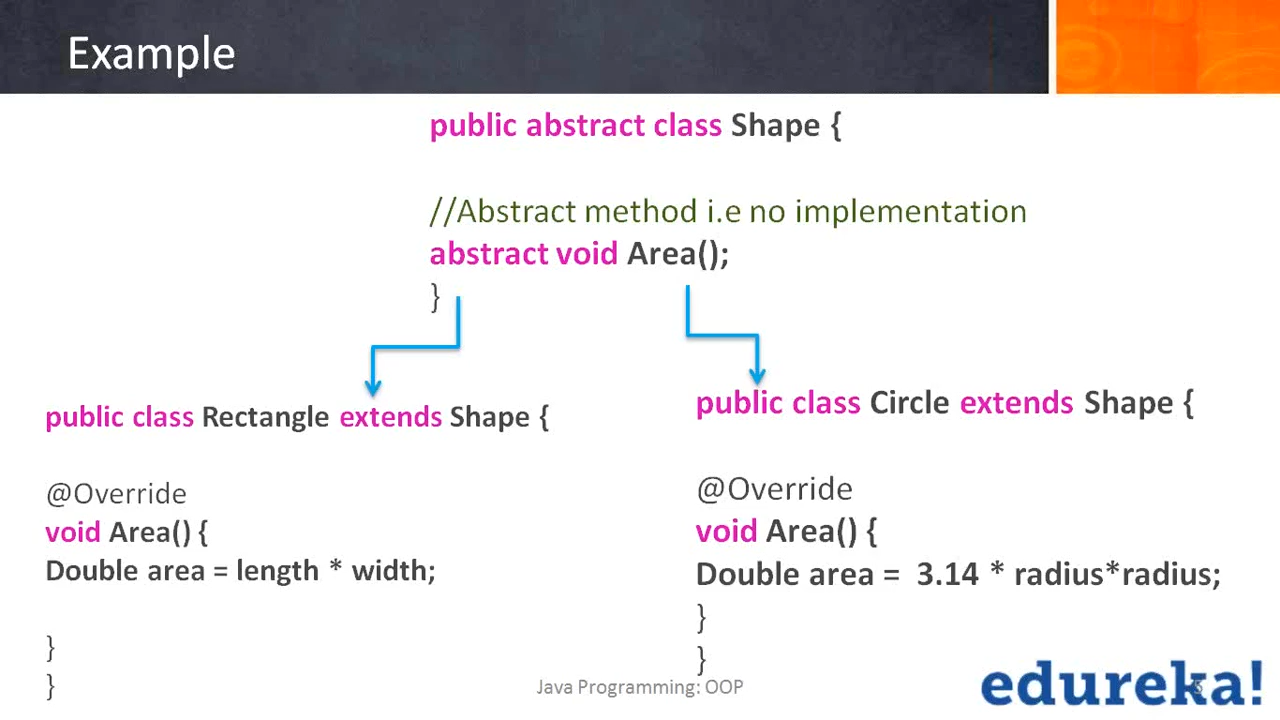 Example
public abstract class Shape {
//Abstract method i.e no implementation
abstract void Area();
}
public class Rectangle extends Shape {
@Override
void Area() {
Double area = length * width;
}
}
public class Circle extends Shape {
@Override
void Area() {
Double area = 3.14 * radius*radius;
}
}
Java Programming: OOP
edureka!